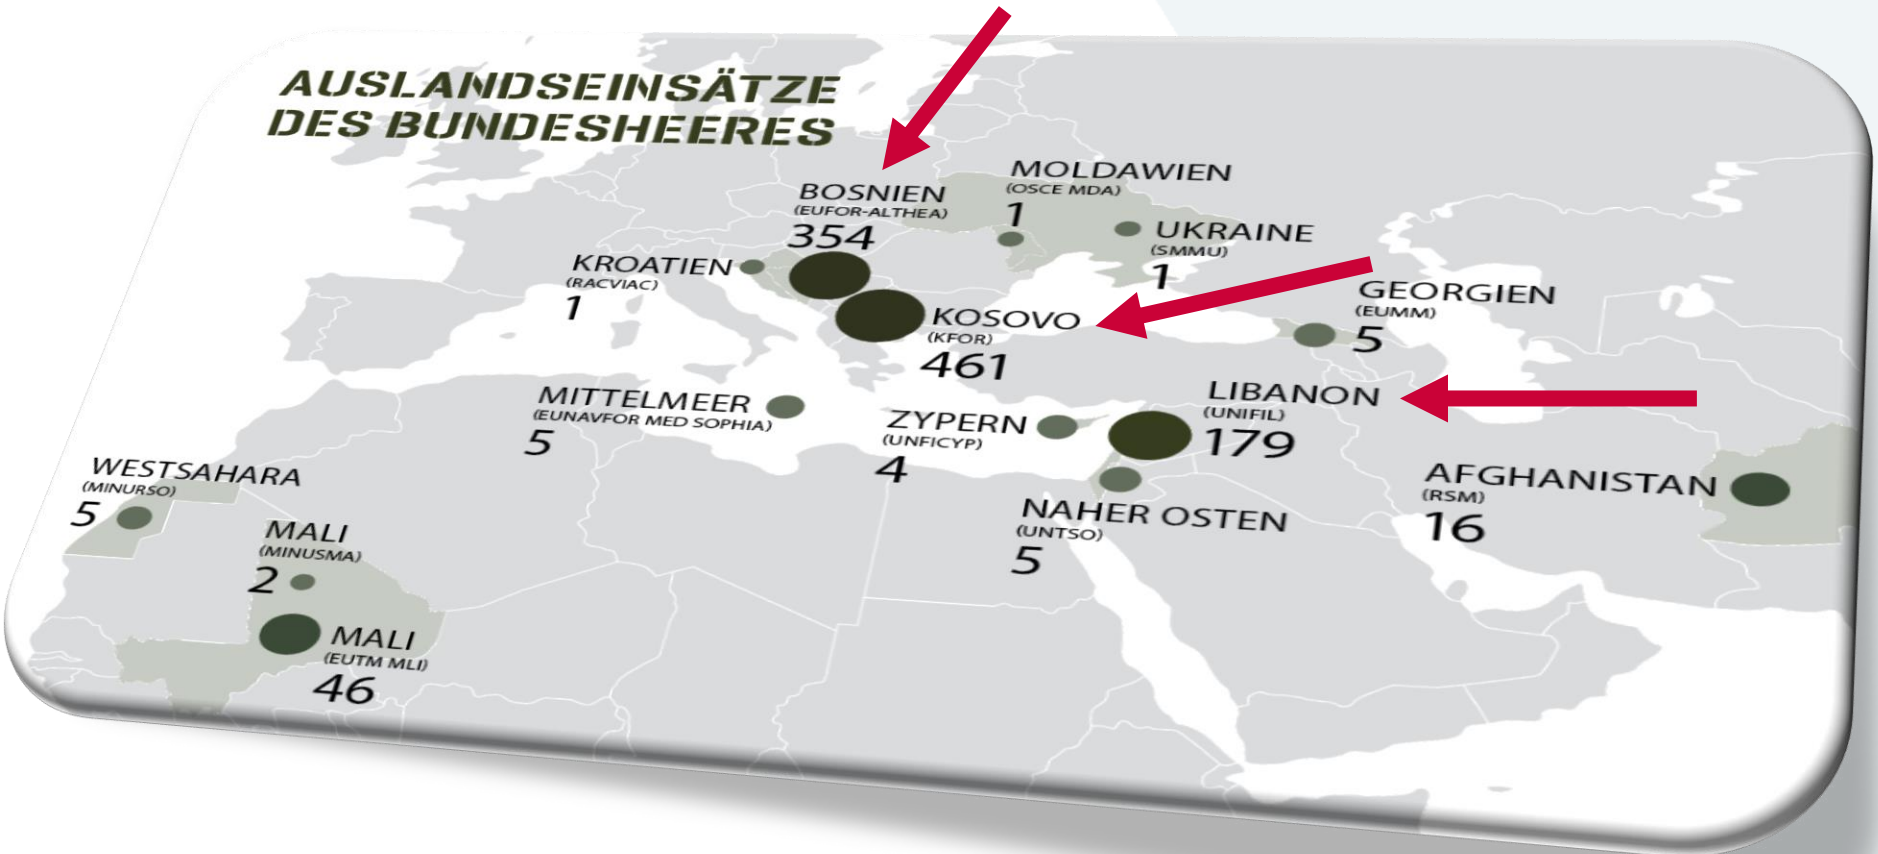 AUSLANDSEINSÄTZE
DES BUNDESHEERES
MOLDAWIEN
(OSCE MDA)
1
BOSNIEN
(EUFOR-ALTHEA)
354
UKRAINE
(SMMU)
1
KROATIEN
(RACVIAC)
1
GEORGIEN
(EUMM)
5
KOSOVO
(KFOR)
461
LIBANON
(UNIFIL)
179
MITTELMEER
(EUNAVFOR MED SOPHIA)
5
ZYPERN
(UNFICYP)
4
WESTSAHARA
(MINURSO)
5
AFGHANISTAN
(RSM)
16
NAHER OSTEN
(UNTSO)
5
MALI
(MINUSMA)
2
MALI
(EUTM MLI)
46